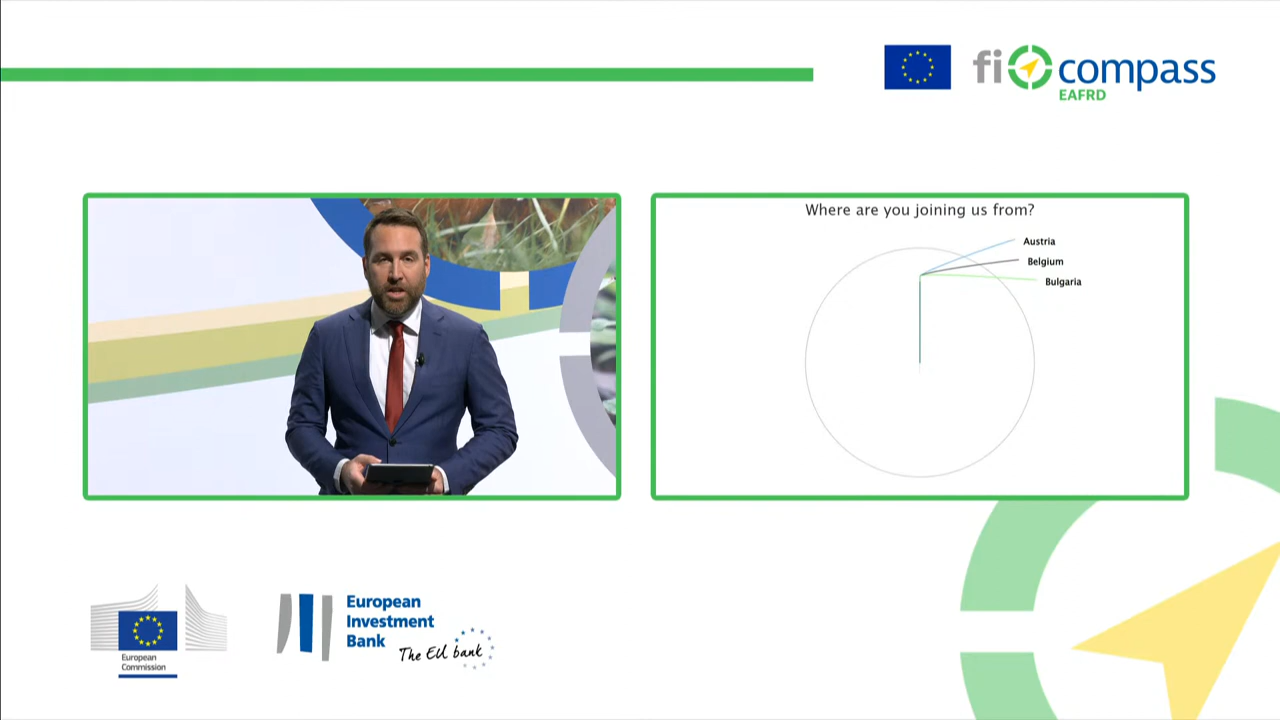 fi compass
EAFRD
Where are you joining us from?
Austria
Belgium
Bulgaria
European
Investment
Bank
The EU bank
European
Commission